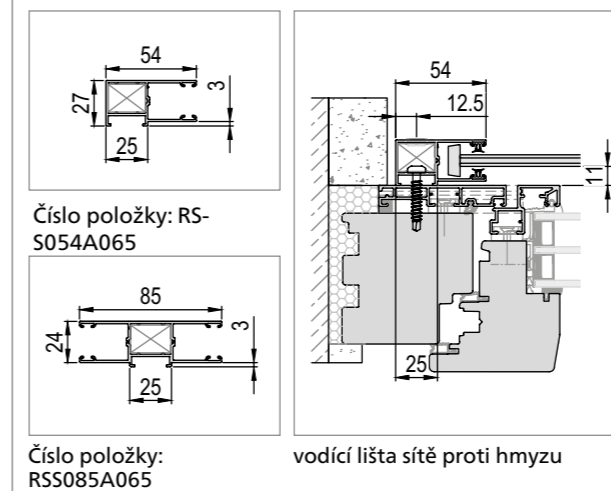 54
27
3
25
Číslo položky: RS-
S054A065
85
24
3
25
Číslo položky:
RSS085A065
54
12.5
11
25
vodící lišta sítě proti hmyzu